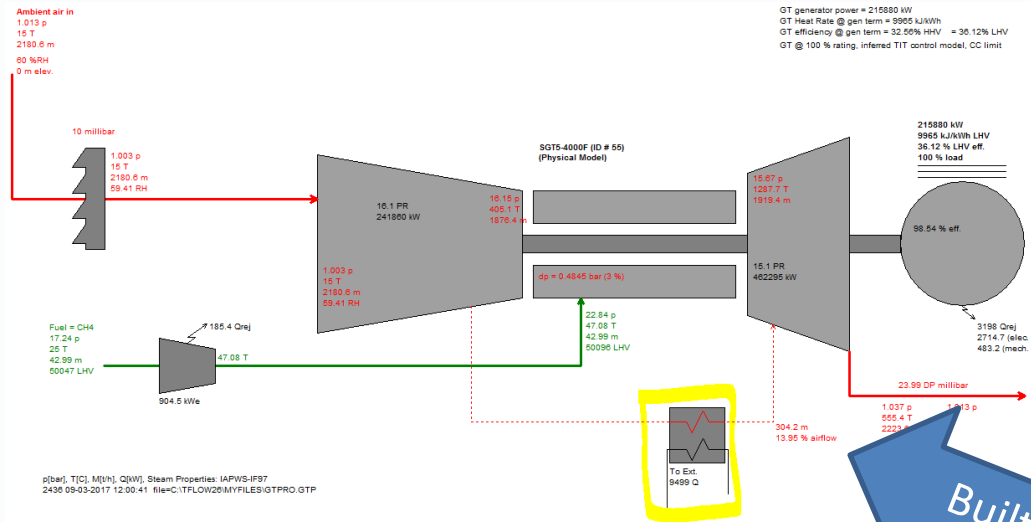 Ambient air in
1.013 p
15 T
2180.6 m
60 %RH
0 m elev.
GT generator power = 215880 kW
GT Heat Rate @ gen term = 9965 kJ/kWh
GT efficiency @ gen term = 32.56% HHV = 36.12% LHV
GT @ 100 % rating, inferred TIT control model, CC limit
10 millibar
1.003 p
15 T
2180.6 m
59.41 RH
SGT5-4000F (ID # 55)
(Physical Model)
215880 kW
9965 kJ/kWh LHV
36.12 % LHV eff.
100 % load
16.1 PR
241860 kW
16.15 p
405.1 T
1876.4 m
15.67 p
1287.7 T
1919.4 m
98.54 % eff.
1.003 p
15 T
2180.6 m
59.41 RH
dp = 0.4845 bar (3 %)
15.1 PR
462295 kW
Fuel = CH4
17.24 p
25 T
42.99 m
50047 LHV
185.4 Qrej
47.08 T
904.5 kWe
22.84 p
47.08 T
42.99 m
50096 LHV
3198 Qrej
2714.7 (elec.
483.2 (mech.
23.99 DP millibar
1.037 p
555.4 T
304.2 m
13.95 % airflow
To Ext.
9499 Q
p[bar], T[C], M[t/h], Q[kW], Steam Properties: IAPWS-IF97
2436 09-03-2017 12:00:41 file=C:\TFLOW26\MYFILES\GTPRO.GTP
Built